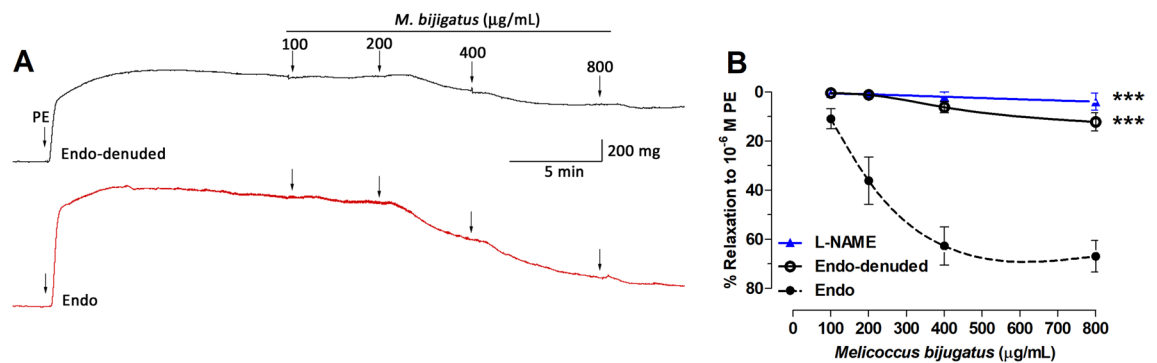 A
M. bijigatus (µg/mL)
100 200 400 800
PE
Endo-denuded
200 mg
5 min
Endo
B
% Relaxation to 10⁻⁶ M PE
0
20
40
60
80
***
***
L-NAME
Endo-denuded
Endo
0 100 200 300 400 500 600 700 800
Melicoccus bijugatus (µg/mL)